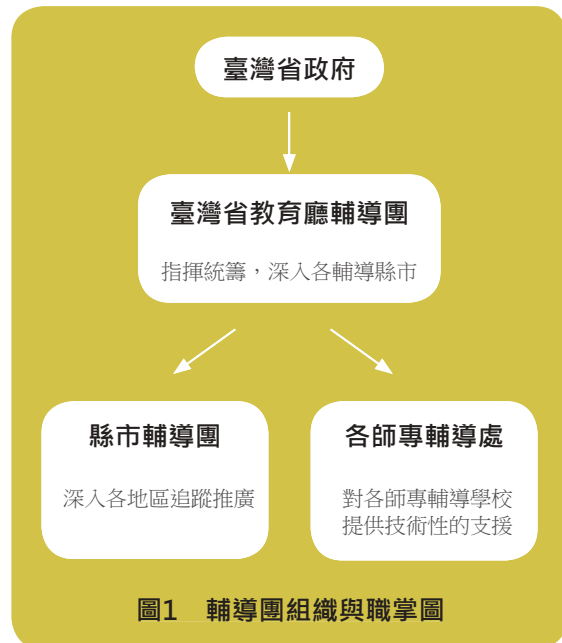 臺灣省政府
臺灣省教育廳輔導團
指揮統籌，深入各輔導縣市
縣市輔導團
深入各地區追蹤推廣
各師專輔導處
對各師專輔導學校
提供技術性的支援
圖1 輔導團組織與職掌圖